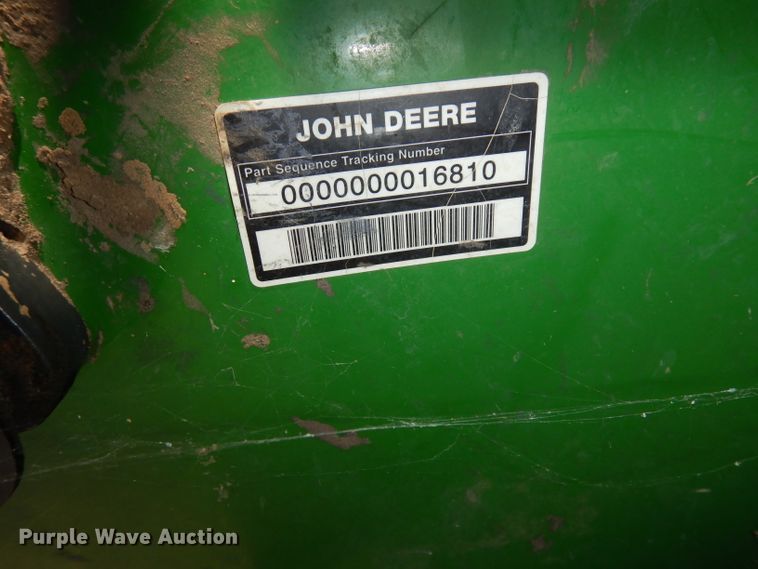 JOHN DEERE
Part Sequence Tracking Number
0000000016810
Purple Wave Auction